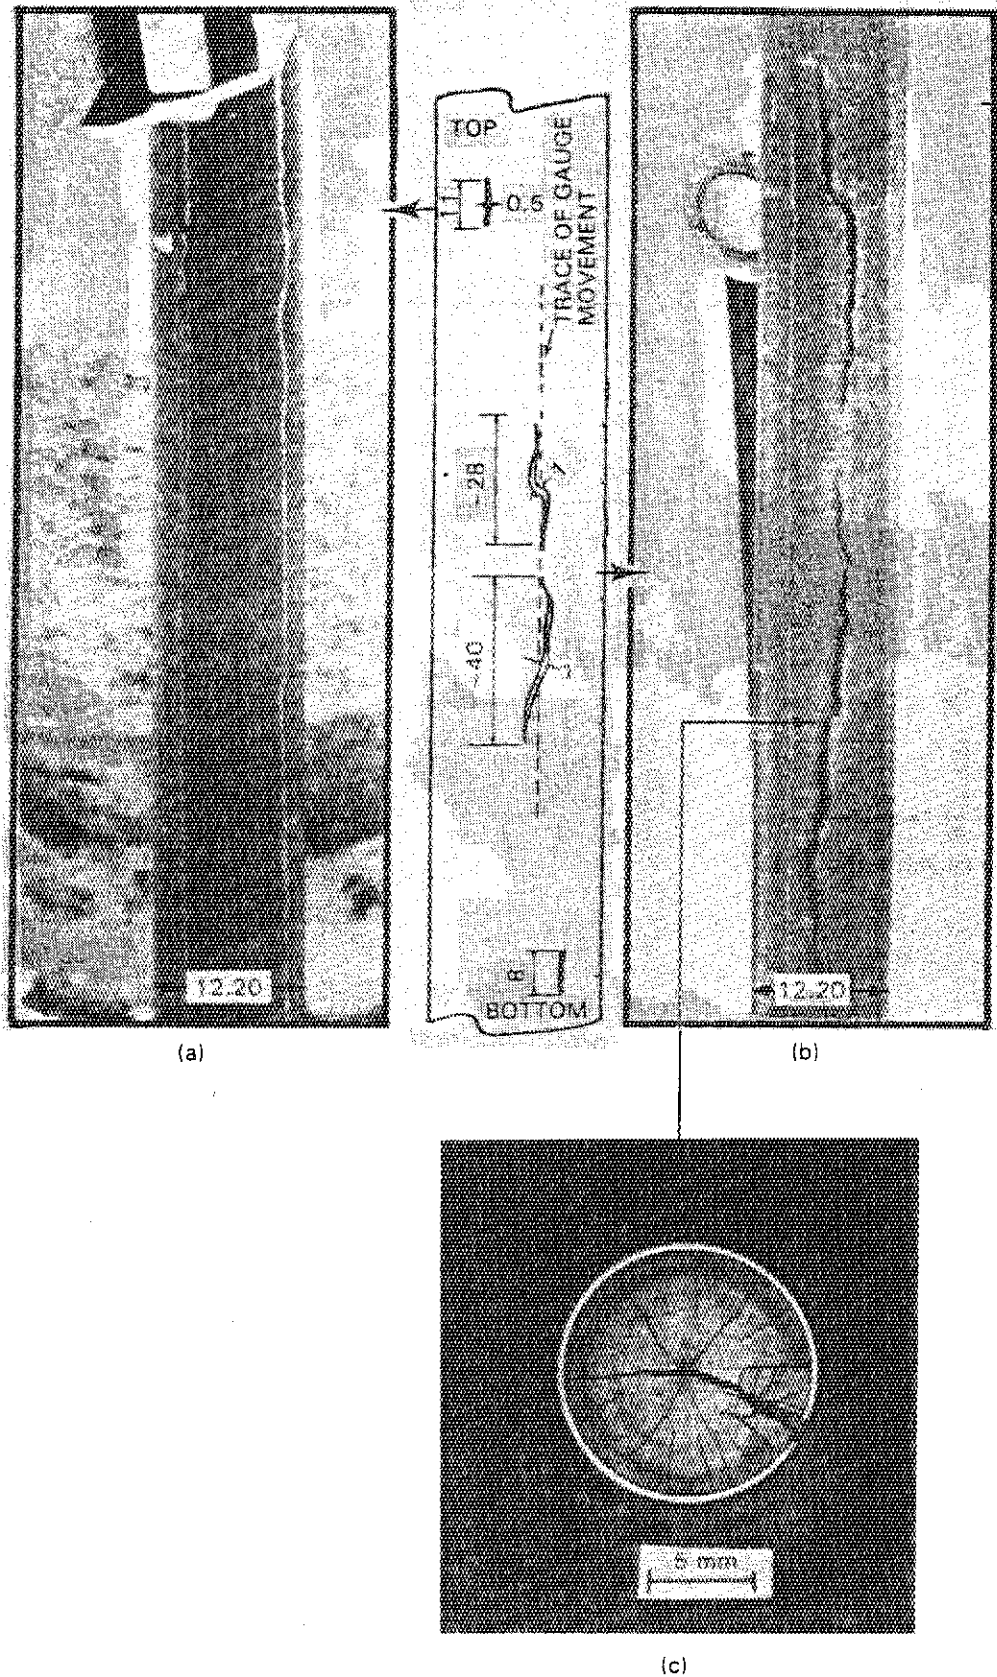 TOP
0.5
TRACE OF GAUGE
MOVEMENT
~28
~40
8
BOTTOM
12.20
12.20
(a)
(b)
5 mm
(c)